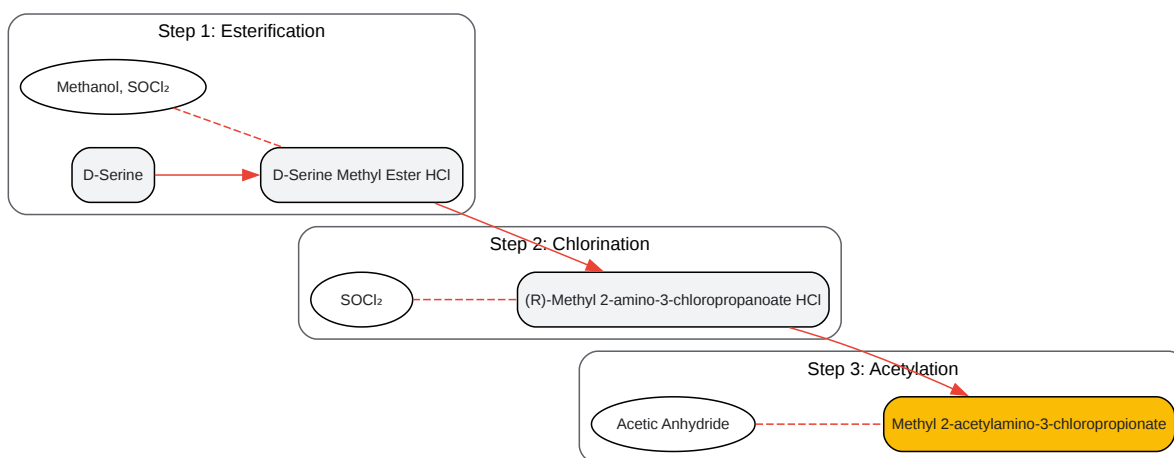 Step 1: Esterification
Methanol, SOCl₂
D-Serine
D-Serine Methyl Ester HCl
Step 2: Chlorination
SOCl₂
(R)-Methyl 2-amino-3-chloropropanoate HCl
Step 3: Acetylation
Acetic Anhydride
Methyl 2-acetylamino-3-chloropropionate